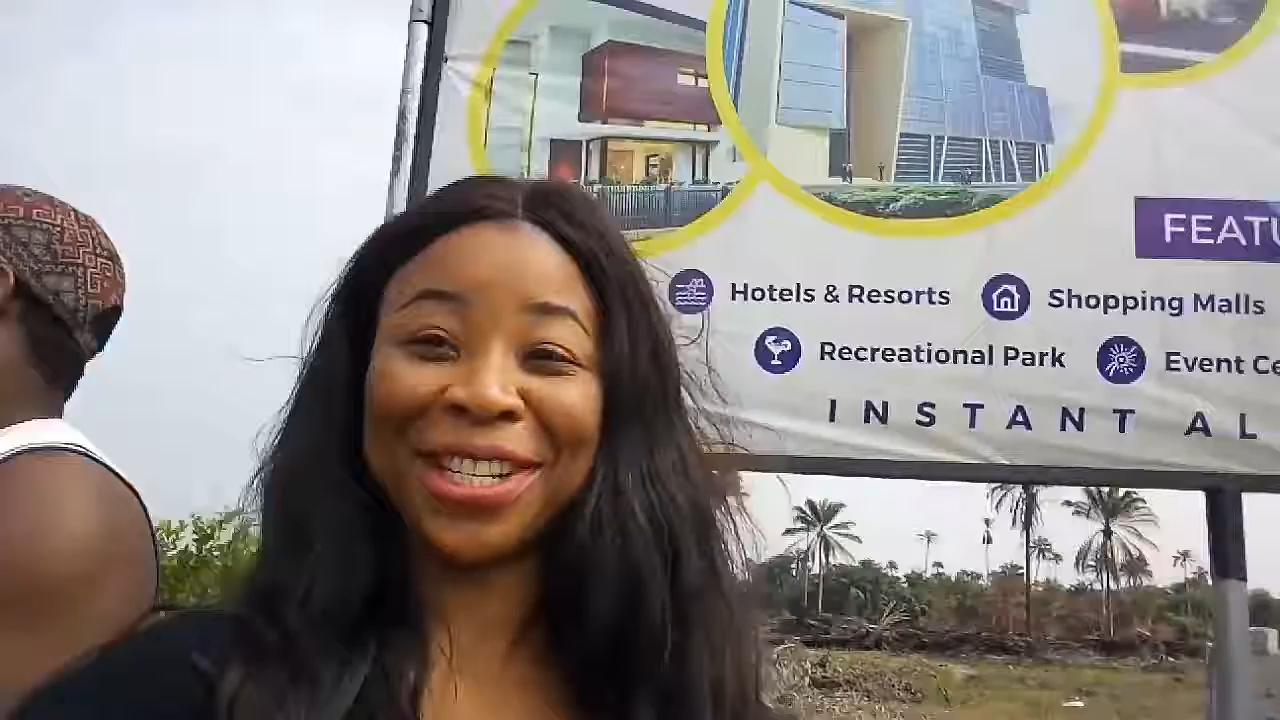 FEATU
Hotels & Resorts Shopping Malls
Recreational Park Event Ce
INSTANT AL